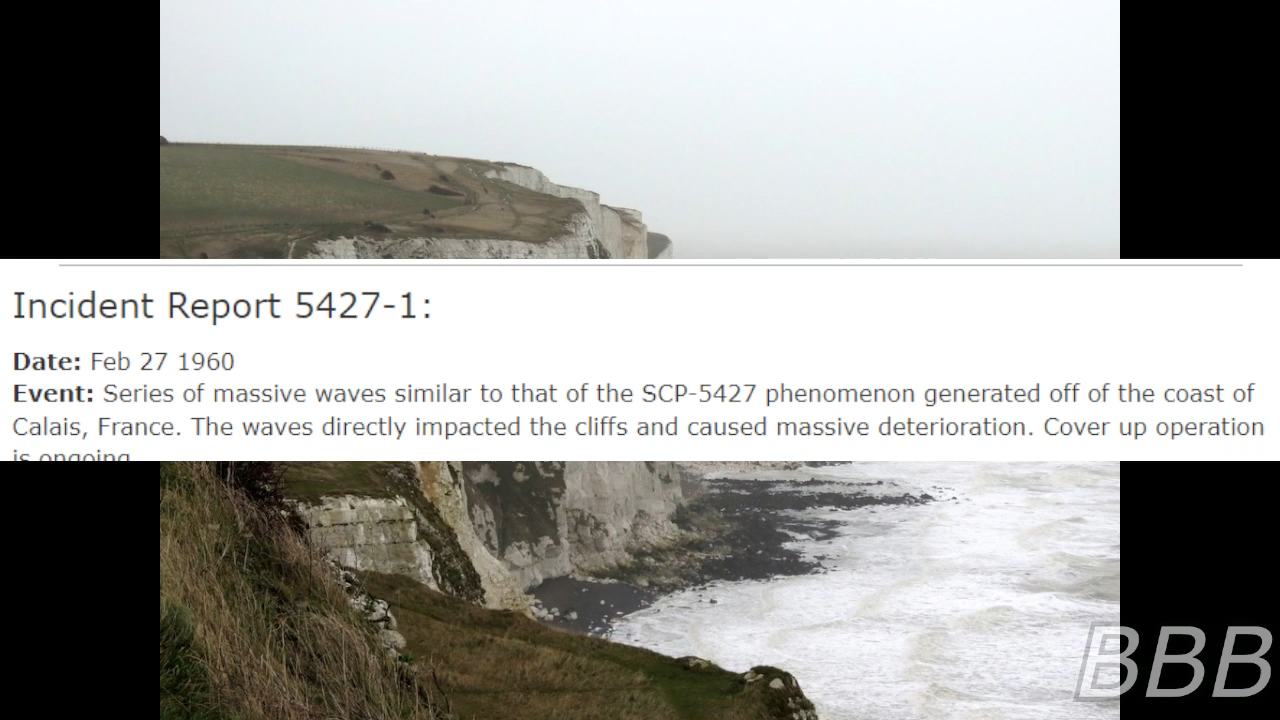 Incident Report 5427-1:
Date: Feb 27 1960
Event: Series of massive waves similar to that of the SCP-5427 phenomenon generated off of the coast of
Calais, France. The waves directly impacted the cliffs and caused massive deterioration. Cover up operation
is ongoing
BBB